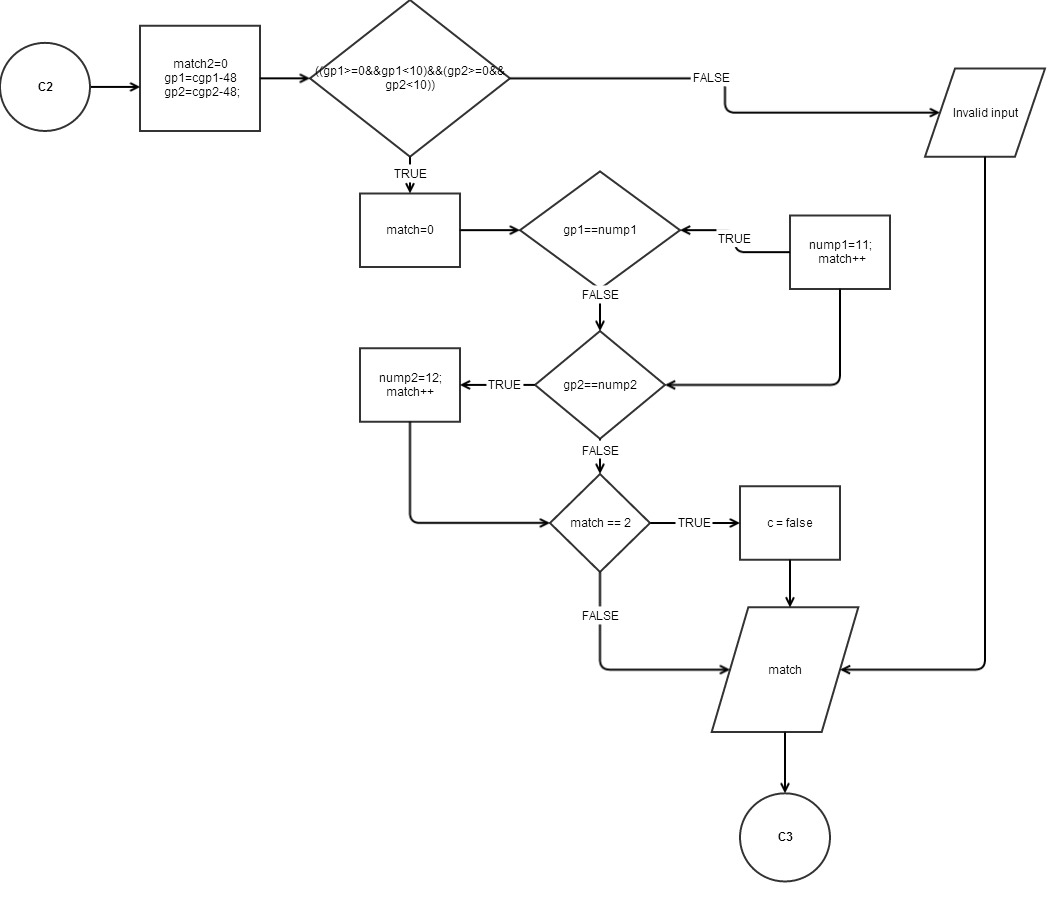 C2
match2=0
gp1=cgp1-48
gp2=cgp2-48;
((gp1>=0&&gp1<10)&&(gp2>=0&&
gp2<10))
FALSE
Invalid input
TRUE
match=0
gp1==nump1
TRUE
nump1=11;
match++
FALSE
nump2=12;
match++
TRUE
gp2==nump2
FALSE
match == 2
TRUE
c = false
FALSE
match
C3